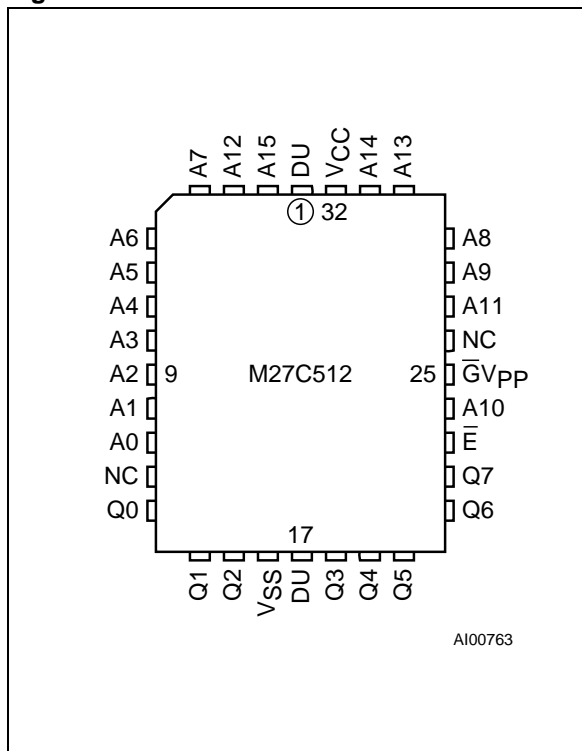 A7 A12 A15 DU VCC A14 A13
1 32
A6 A8
A5 A9
A4 A11
A3 NC
A2 9 M27C512 25 G̅VPP
A1 A10
A0 E̅
NC Q7
Q0 Q6
17
Q1 Q2 VSS DU Q3 Q4 Q5
AI00763